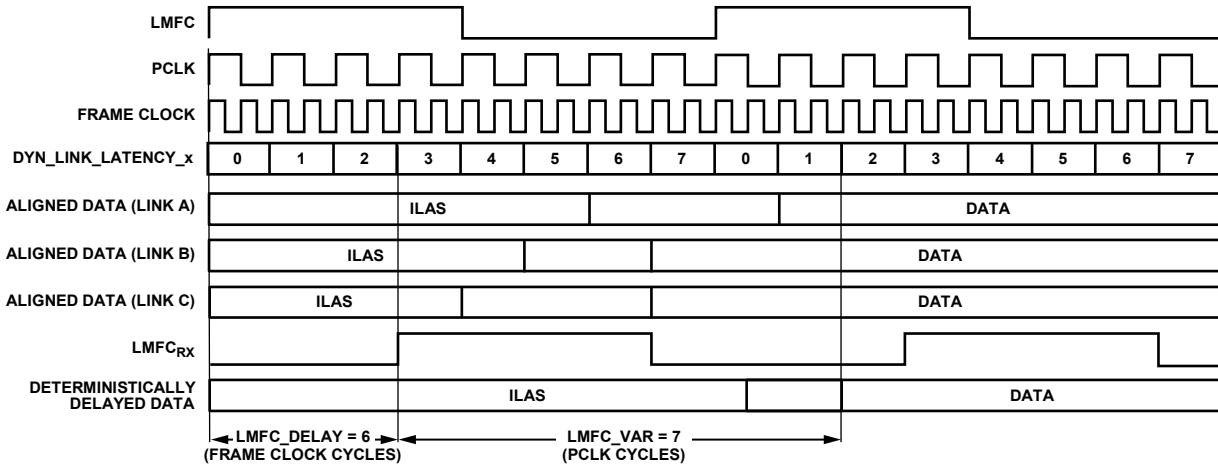 LMFC
PCLK
FRAME CLOCK
DYN_LINK_LATENCY_x 0 1 2 3 4 5 6 7 0 1 2 3 4 5 6 7
ALIGNED DATA (LINK A) ILAS DATA
ALIGNED DATA (LINK B) ILAS DATA
ALIGNED DATA (LINK C) ILAS DATA
LMFCRX
DETERMINISTICALLY
DELAYED DATA ILAS DATA
LMFC_DELAY = 6 LMFC_VAR = 7
(FRAME CLOCK CYCLES) (PCLK CYCLES)